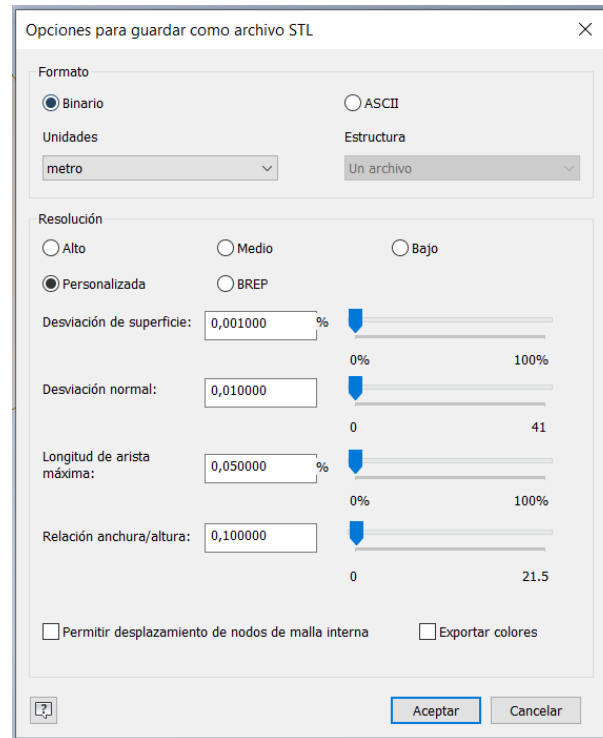 Opciones para guardar como archivo STL
Formato
Binario
ASCII
Unidades
Estructura
metro
Un archivo
Resolución
Alto
Medio
Bajo
Personalizada
BREP
Desviación de superficie:
0,001000
%
0%
100%
Desviación normal:
0,010000
0
41
Longitud de arista
máxima:
0,050000
%
0%
100%
Relación anchura/altura:
0,100000
0
21.5
Permitir desplazamiento de nodos de malla interna
Exportar colores
?
Aceptar
Cancelar